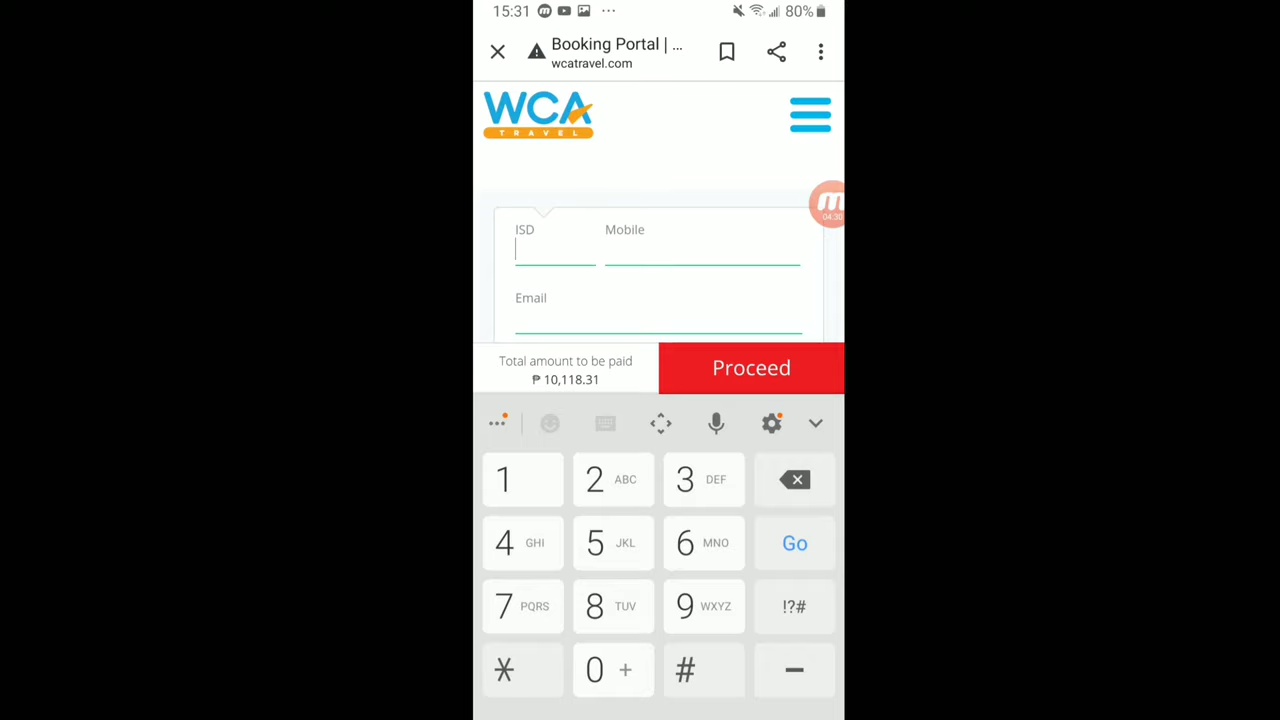 15:31 ... 80%
Booking Portal | ...
wcatravel.com
WCA
TRAVEL
04:30
ISD Mobile
Email
Total amount to be paid
₱ 10,118.31
Proceed
1 2 ABC 3 DEF
4 GHI 5 JKL 6 MNO Go
7 PQRS 8 TUV 9 WXYZ !?#
* 0 + # -